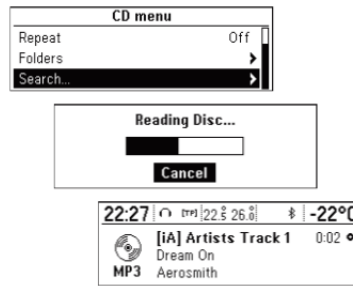 CD menu
Repeat Off
Folders
Search...
Reading Disc...
Cancel
22:27 [TP] 22.5 26.0 -22°C
[iA] Artists Track 1 0:02
Dream On
MP3 Aerosmith